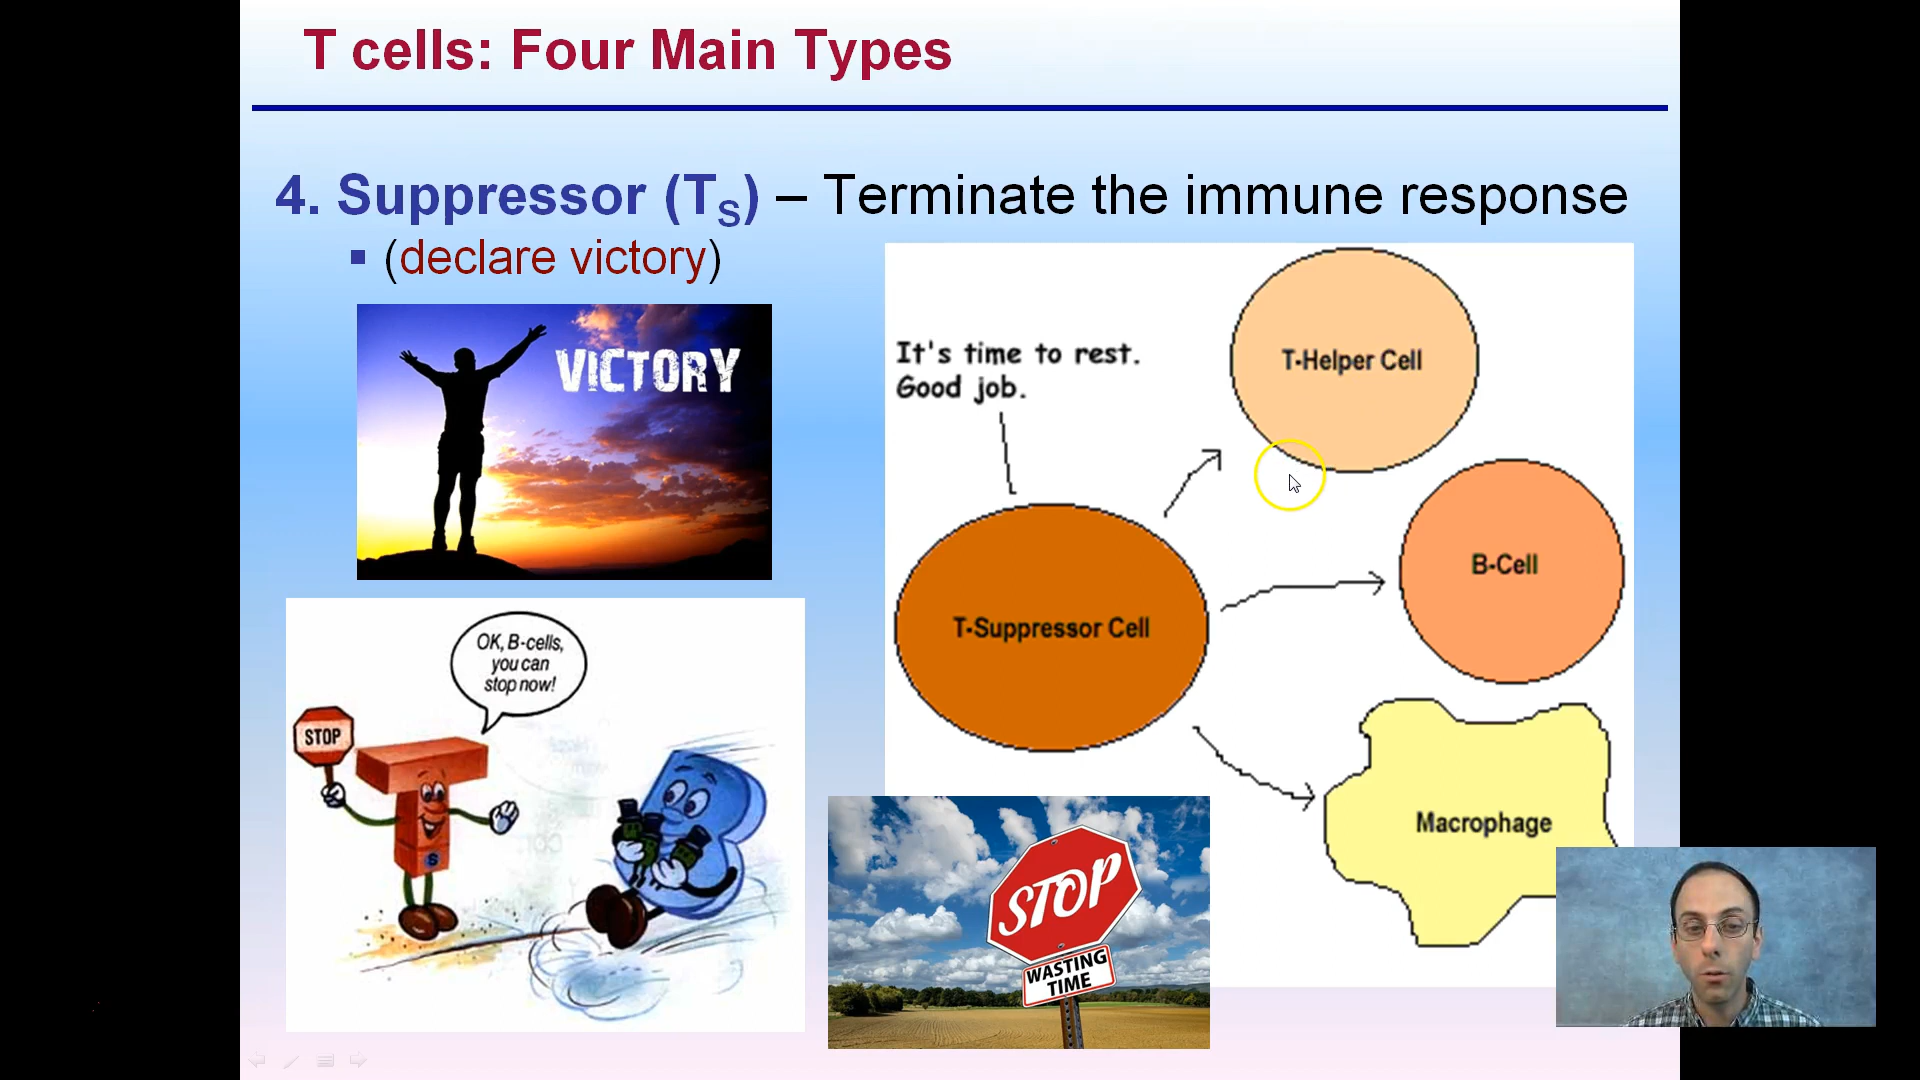 T cells: Four Main Types
4. Suppressor (TS) – Terminate the immune response
(declare victory)
VICTORY
It's time to rest.
Good job.
T-Helper Cell
B-Cell
T-Suppressor Cell
Macrophage
OK, B-cells,
you can
stop now!
STOP
S
STOP
WASTING
TIME